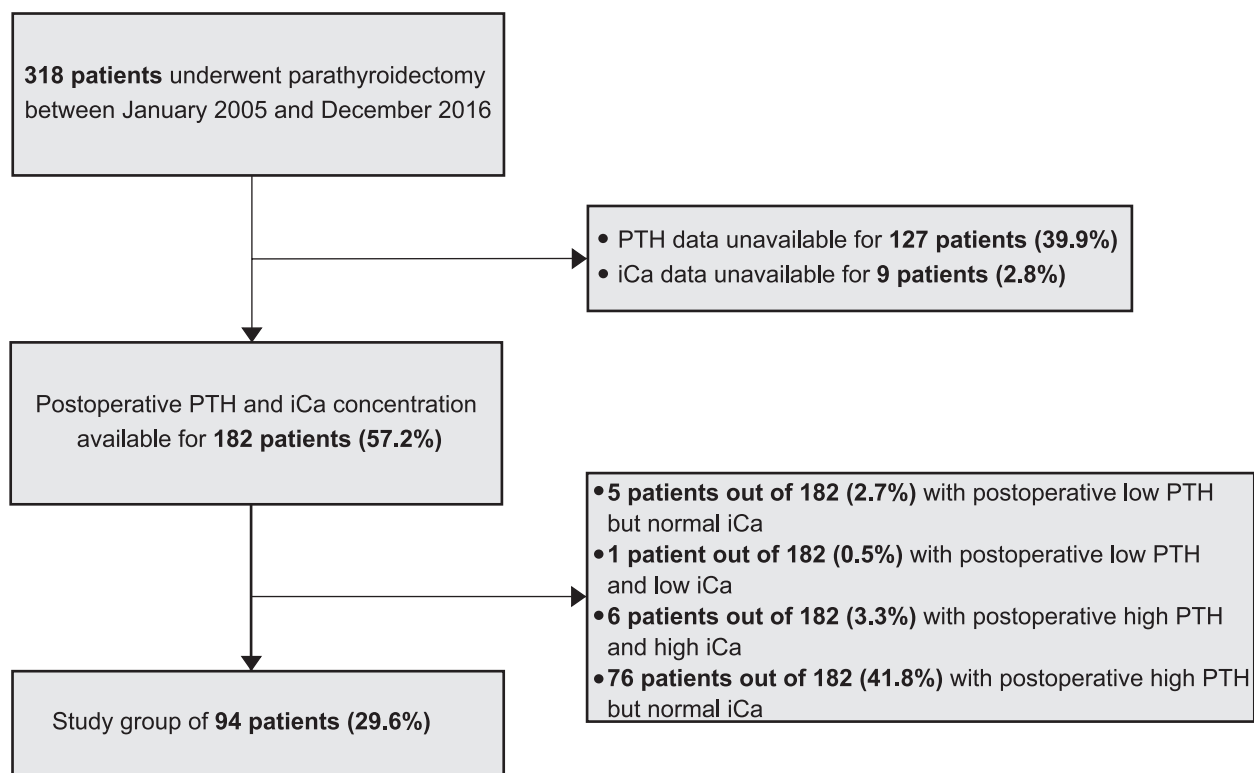 318 patients underwent parathyroidectomy
between January 2005 and December 2016
• PTH data unavailable for 127 patients (39.9%)
• iCa data unavailable for 9 patients (2.8%)
Postoperative PTH and iCa concentration
available for 182 patients (57.2%)
• 5 patients out of 182 (2.7%) with postoperative low PTH
but normal iCa
• 1 patient out of 182 (0.5%) with postoperative low PTH
and low iCa
• 6 patients out of 182 (3.3%) with postoperative high PTH
and high iCa
• 76 patients out of 182 (41.8%) with postoperative high PTH
but normal iCa
Study group of 94 patients (29.6%)